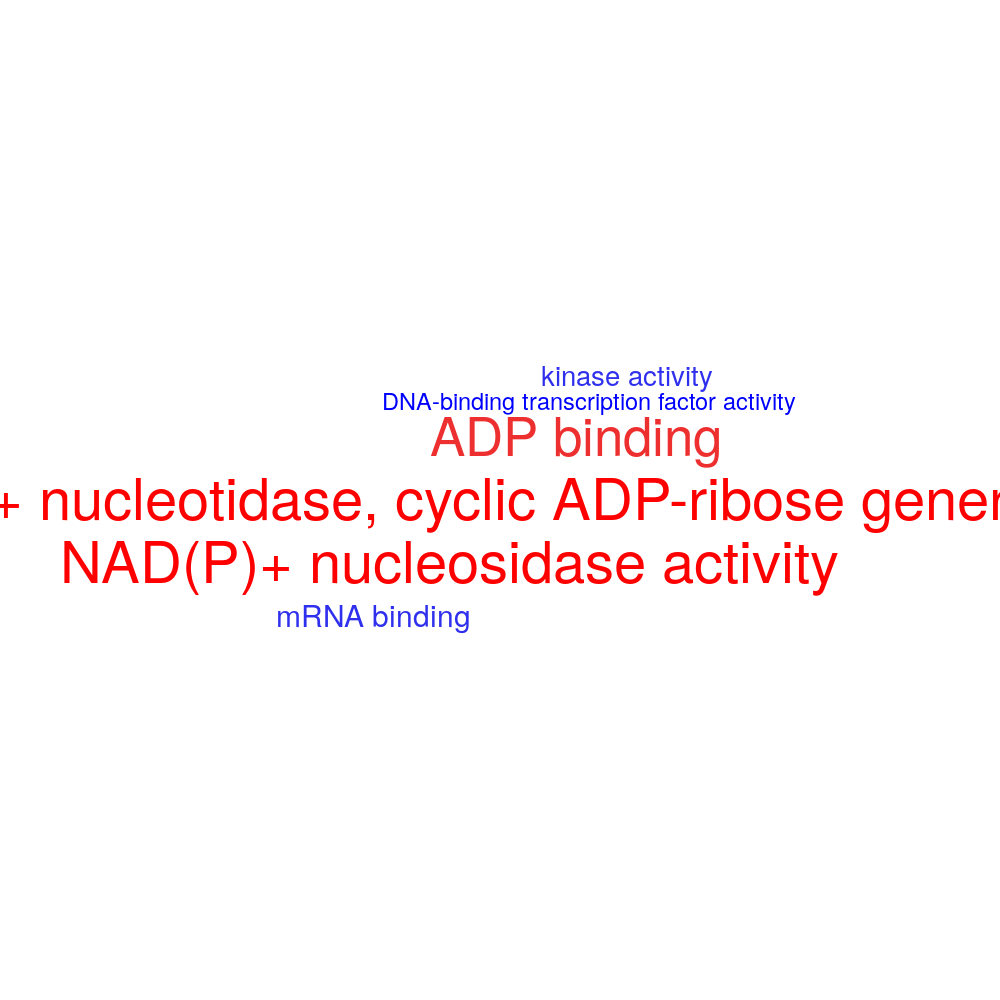 kinase activity
DNA-binding transcription factor activity
ADP binding
+ nucleotidase, cyclic ADP-ribose gener
NAD(P)+ nucleosidase activity
mRNA binding